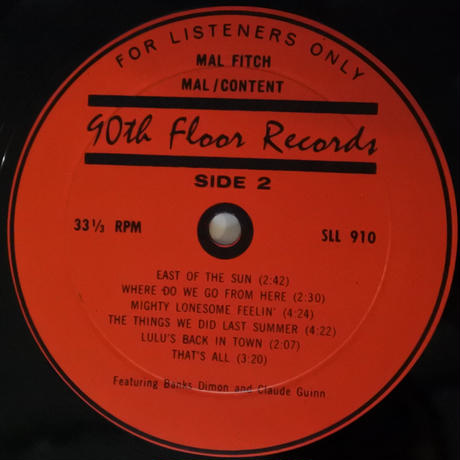 FOR LISTENERS ONLY
MAL FITCH
MAL/CONTENT
90th Floor Records
SIDE 2
33⅓ RPM
SLL 910
EAST OF THE SUN (2:42)
WHERE DO WE GO FROM HERE (2:30)
MIGHTY LONESOME FEELIN' (4:24)
THE THINGS WE DID LAST SUMMER (4:22)
LULU'S BACK IN TOWN (2:07)
THAT'S ALL (3:20)
Featuring Banks Dimon and Claude Guinn